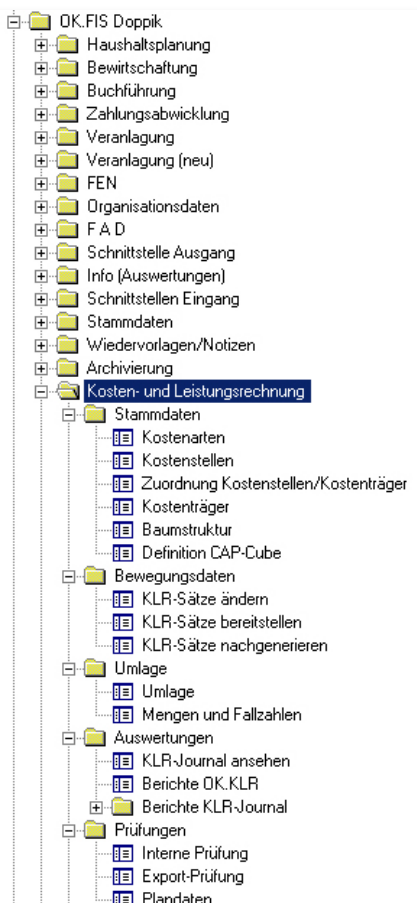 OK.FIS Doppik
Haushaltsplanung
Bewirtschaftung
Buchführung
Zahlungsabwicklung
Veranlagung
Veranlagung (neu)
FEN
Organisationsdaten
F A D
Schnittstelle Ausgang
Info (Auswertungen)
Schnittstellen Eingang
Stammdaten
Wiedervorlagen/Notizen
Archivierung
Kosten- und Leistungsrechnung
Stammdaten
Kostenarten
Kostenstellen
Zuordnung Kostenstellen/Kostenträger
Kostenträger
Baumstruktur
Definition CAP-Cube
Bewegungsdaten
KLR-Sätze ändern
KLR-Sätze bereitstellen
KLR-Sätze nachgenerieren
Umlage
Umlage
Mengen und Fallzahlen
Auswertungen
KLR-Journal ansehen
Berichte OK.KLR
Berichte KLR-Journal
Prüfungen
Interne Prüfung
Export-Prüfung
Plandaten